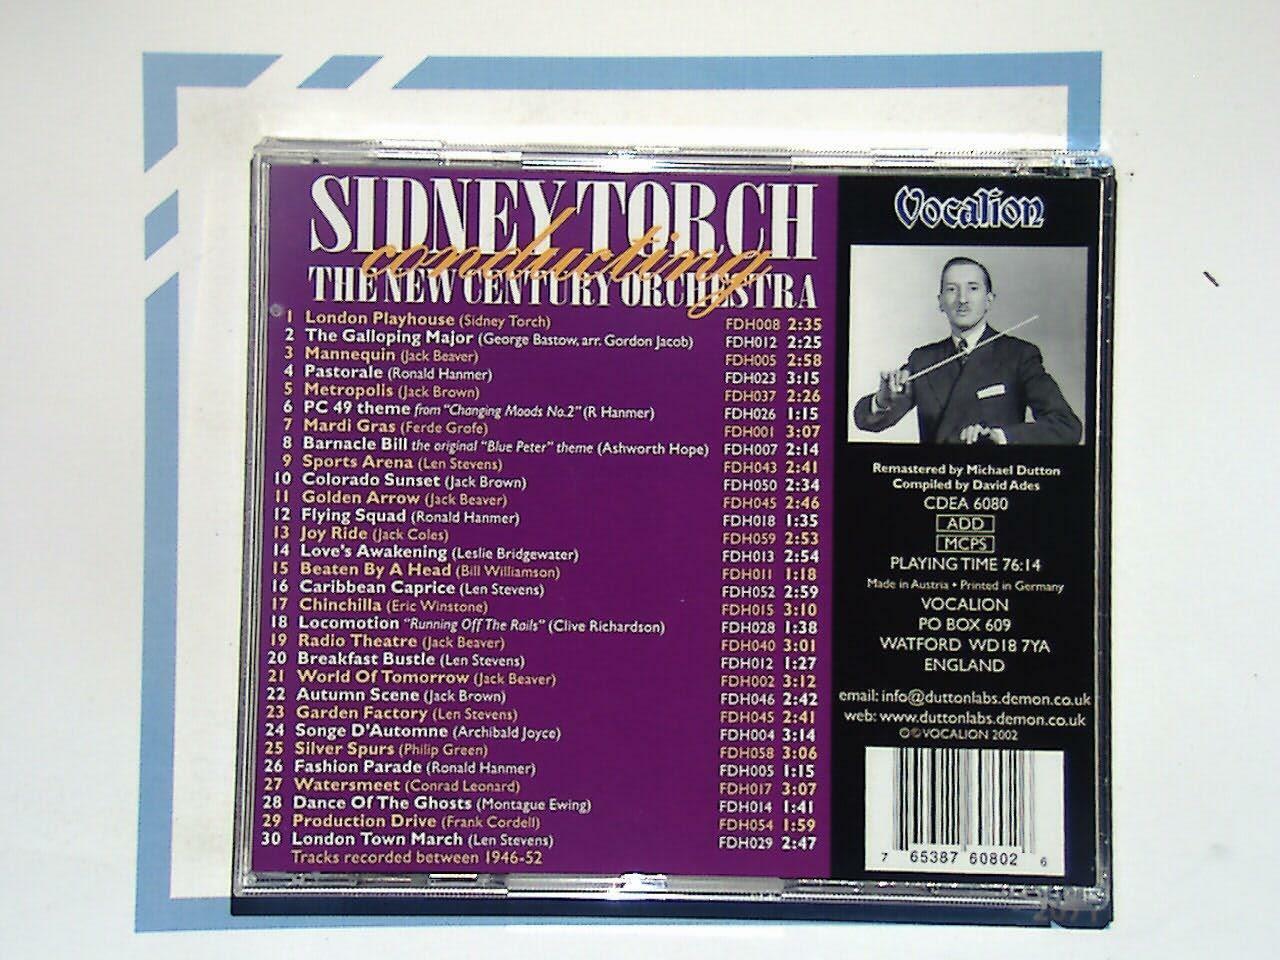 SIDNEY TORCH
conducting
THE NEW CENTURY ORCHESTRA
1 London Playhouse (Sidney Torch) FDH008 2:35
2 The Galloping Major (George Bastow, arr. Gordon Jacob) FDH012 2:25
3 Mannequin (Jack Beaver) FDH005 2:58
4 Pastorale (Ronald Hanmer) FDH023 3:15
5 Metropolis (Jack Brown) FDH037 2:26
6 PC 49 theme from "Changing Moods No.2" (R Hanmer) FDH026 1:15
7 Mardi Gras (Ferde Grofe) FDH001 3:07
8 Barnacle Bill the original "Blue Peter" theme (Ashworth Hope) FDH007 2:14
9 Sports Arena (Len Stevens) FDH043 2:41
10 Colorado Sunset (Jack Brown) FDH050 2:34
11 Golden Arrow (Jack Beaver) FDH045 2:46
12 Flying Squad (Ronald Hanmer) FDH018 1:35
13 Joy Ride (Jack Coles) FDH059 2:53
14 Love's Awakening (Leslie Bridgewater) FDH013 2:54
15 Beaten By A Head (Bill Williamson) FDH011 1:18
16 Caribbean Caprice (Len Stevens) FDH052 2:59
17 Chinchilla (Eric Winstone) FDH015 3:10
18 Locomotion "Running Off The Rails" (Clive Richardson) FDH028 1:38
19 Radio Theatre (Jack Beaver) FDH040 3:01
20 Breakfast Bustle (Len Stevens) FDH012 1:27
21 World Of Tomorrow (Jack Beaver) FDH002 3:12
22 Autumn Scene (Jack Brown) FDH046 2:42
23 Garden Factory (Len Stevens) FDH045 2:41
24 Songe D'Automne (Archibald Joyce) FDH004 3:14
25 Silver Spurs (Philip Green) FDH058 3:06
26 Fashion Parade (Ronald Hanmer) FDH005 1:15
27 Watersmeet (Conrad Leonard) FDH017 3:07
28 Dance Of The Ghosts (Montague Ewing) FDH014 1:41
29 Production Drive (Frank Cordell) FDH054 1:59
30 London Town March (Len Stevens) FDH029 2:47
Tracks recorded between 1946-52
Vocalion
Remastered by Michael Dutton
Compiled by David Ades
CDEA 6080
ADD
MCPS
PLAYING TIME 76:14
Made in Austria • Printed in Germany
VOCALION
PO BOX 609
WATFORD WD18 7YA
ENGLAND
email: info@duttonlabs.demon.co.uk
web: www.duttonlabs.demon.co.uk
℗© VOCALION 2002
7 65387 60802 6